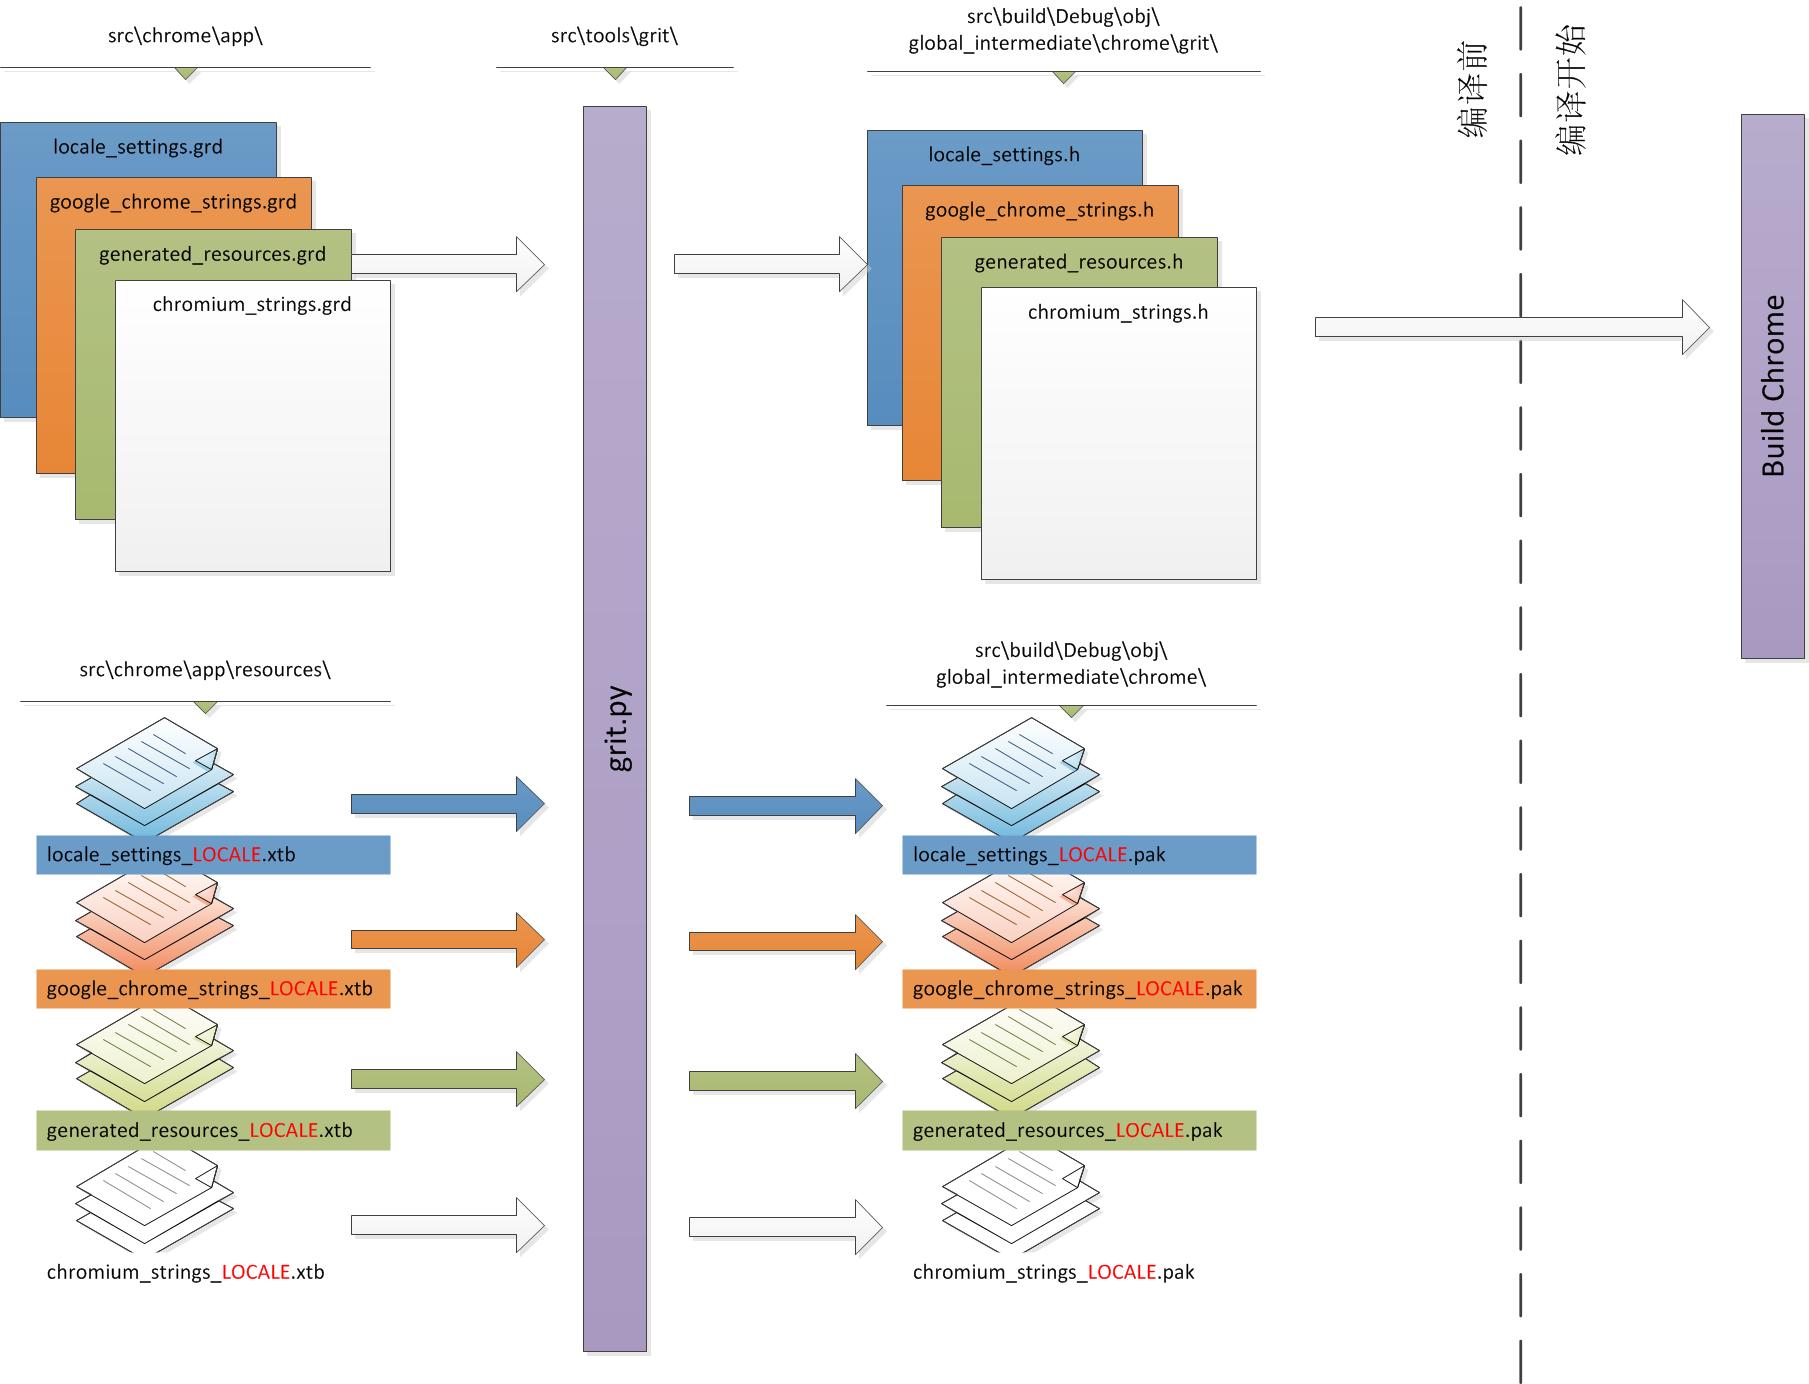 src\chrome\app\
src\tools\grit\
src\build\Debug\obj\
global_intermediate\chrome\grit\
编译前
编译开始
locale_settings.grd
google_chrome_strings.grd
generated_resources.grd
chromium_strings.grd
locale_settings.h
google_chrome_strings.h
generated_resources.h
chromium_strings.h
Build Chrome
grit.py
src\chrome\app\resources\
src\build\Debug\obj\
global_intermediate\chrome\
locale_settings_LOCALE.xtb
locale_settings_LOCALE.pak
google_chrome_strings_LOCALE.xtb
google_chrome_strings_LOCALE.pak
generated_resources_LOCALE.xtb
generated_resources_LOCALE.pak
chromium_strings_LOCALE.xtb
chromium_strings_LOCALE.pak